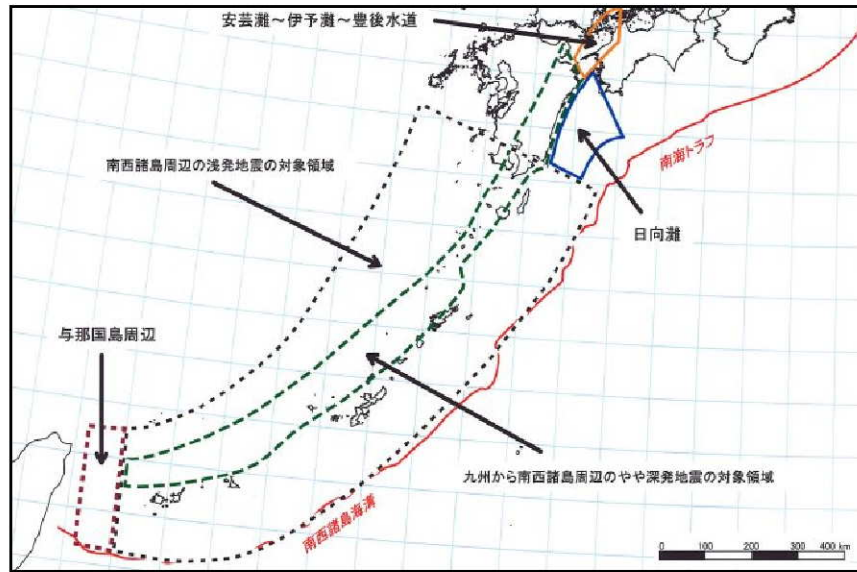 安芸灘～伊予灘～豊後水道
南海トラフ
南西諸島周辺の浅発地震の対象領域
日向灘
与那国島周辺
九州から南西諸島周辺のやや深発地震の対象領域
南西諸島海溝
0 100 200 300 400 km